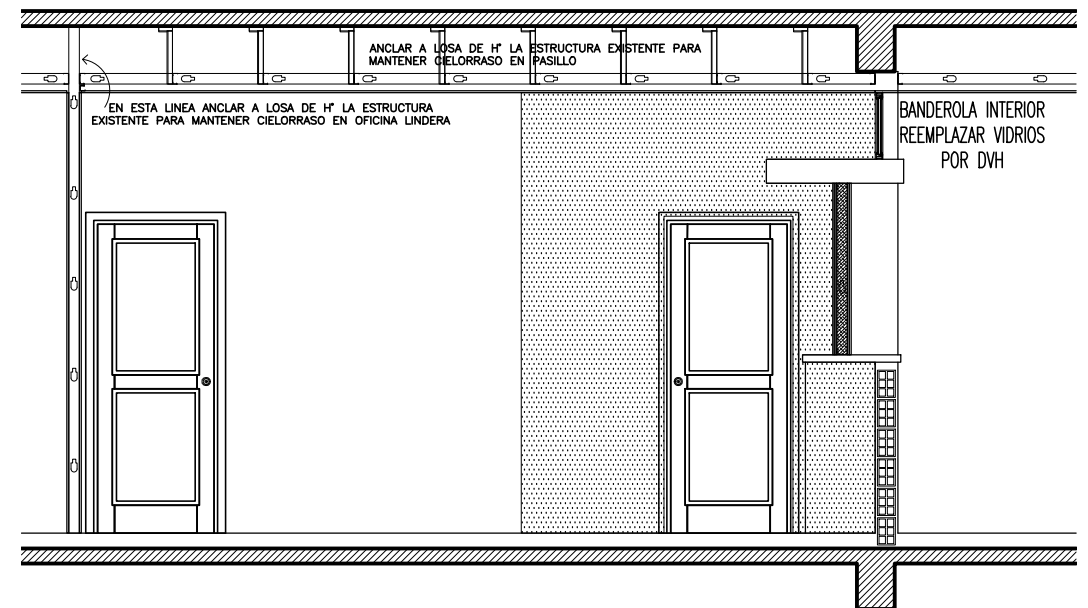 ANCLAR A LOSA DE H° LA ESTRUCTURA EXISTENTE PARA
MANTENER CIELORRASO EN PASILLO
EN ESTA LINEA ANCLAR A LOSA DE H° LA ESTRUCTURA
EXISTENTE PARA MANTENER CIELORRASO EN OFICINA LINDERA
BANDEROLA INTERIOR
REEMPLAZAR VIDRIOS
POR DVH